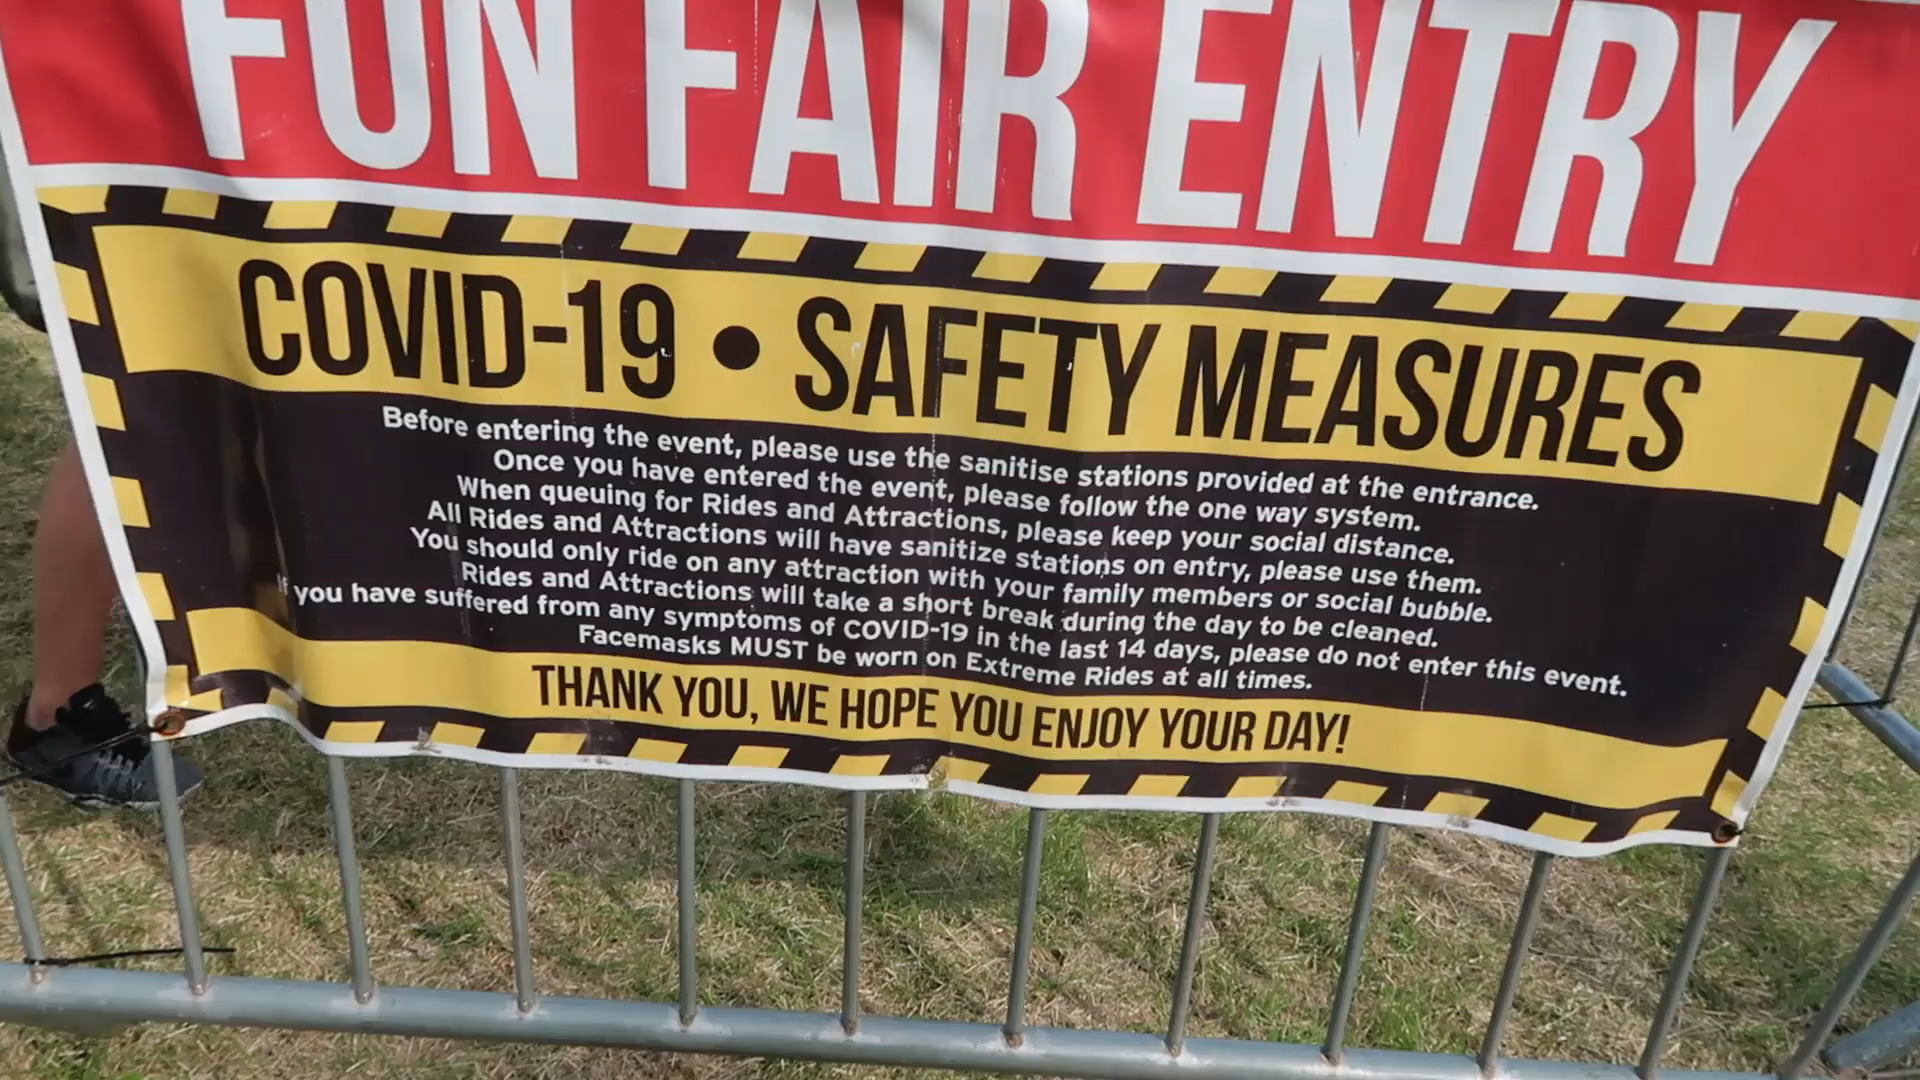 FUN FAIR ENTRY
COVID-19 • SAFETY MEASURES
Before entering the event, please use the sanitise stations provided at the entrance.
Once you have entered the event, please follow the one way system.
When queuing for Rides and Attractions, please keep your social distance.
All Rides and Attractions will have sanitize stations on entry, please use them.
You should only ride on any attraction with your family members or social bubble.
Rides and Attractions will take a short break during the day to be cleaned.
If you have suffered from any symptoms of COVID-19 in the last 14 days, please do not enter this event.
Facemasks MUST be worn on Extreme Rides at all times.
THANK YOU, WE HOPE YOU ENJOY YOUR DAY!